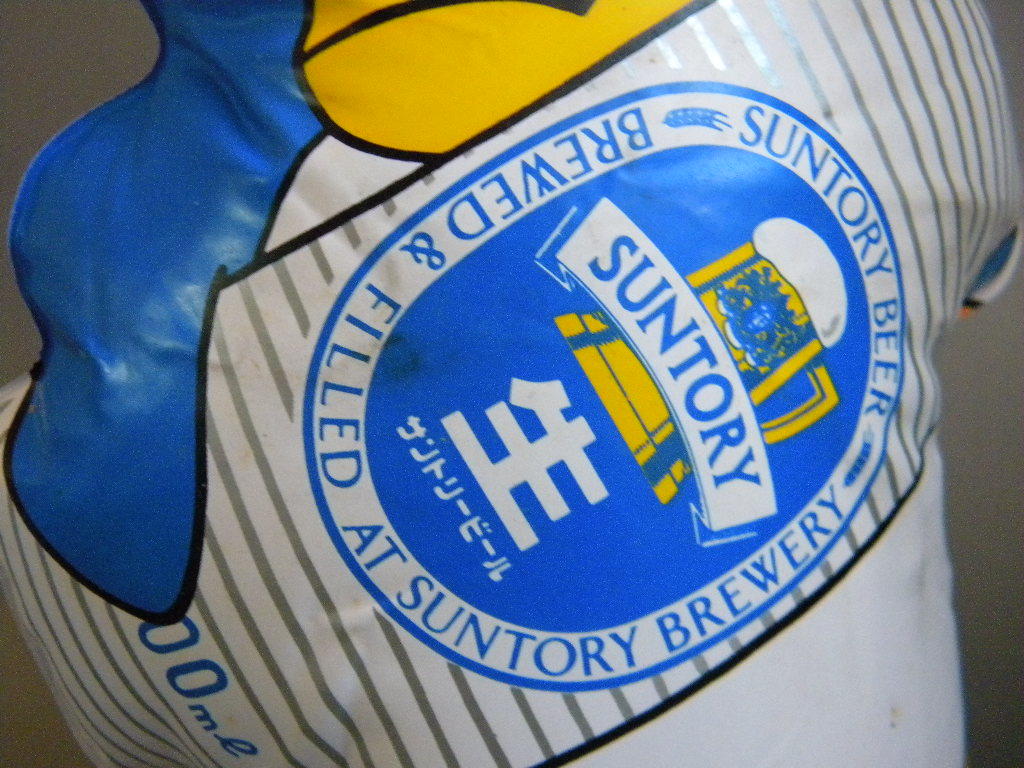 SUNTORY BEER
BREWED & FILLED AT SUNTORY BREWERY
SUNTORY
生
サントリービール
00ml